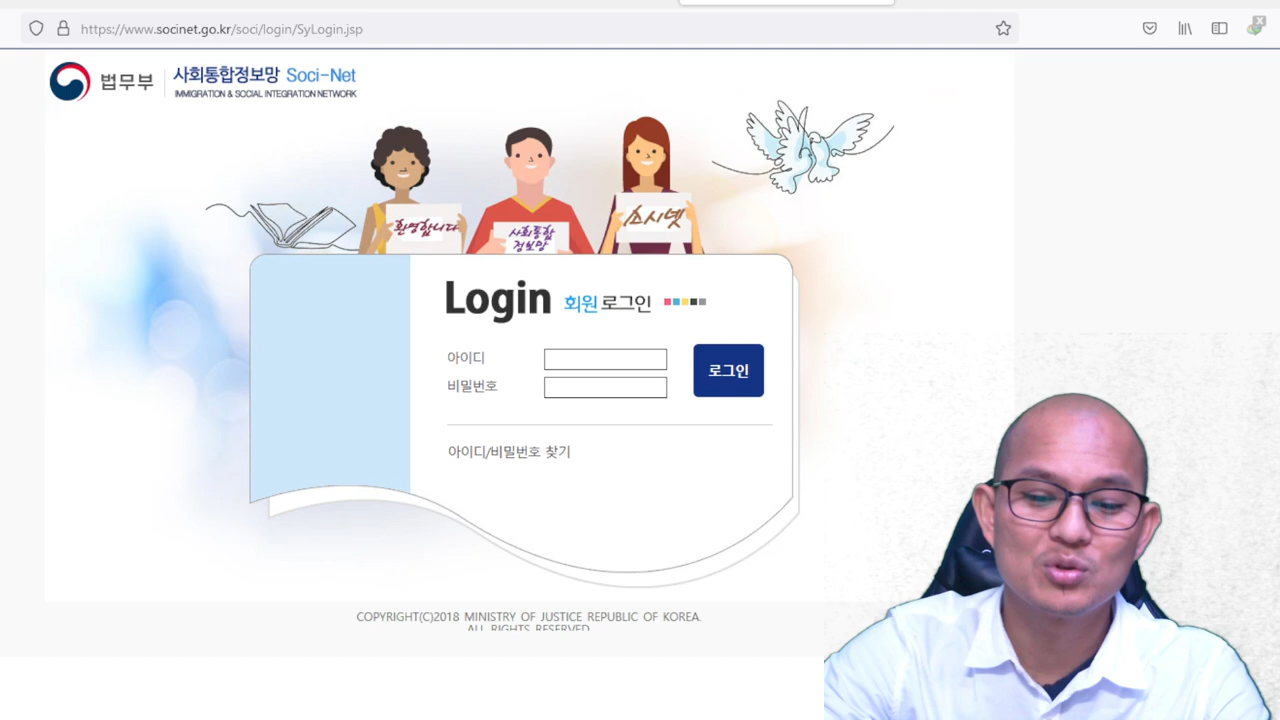 https://www.socinet.go.kr/soci/login/SyLogin.jsp
법무부
사회통합정보망 Soci-Net
IMMIGRATION & SOCIAL INTEGRATION NETWORK
환영합니다
사회통합
정보망
소시넷
Login 회원 로그인
아이디
비밀번호
로그인
아이디/비밀번호 찾기
COPYRIGHT(C)2018 MINISTRY OF JUSTICE REPUBLIC OF KOREA.
ALL RIGHTS RESERVED